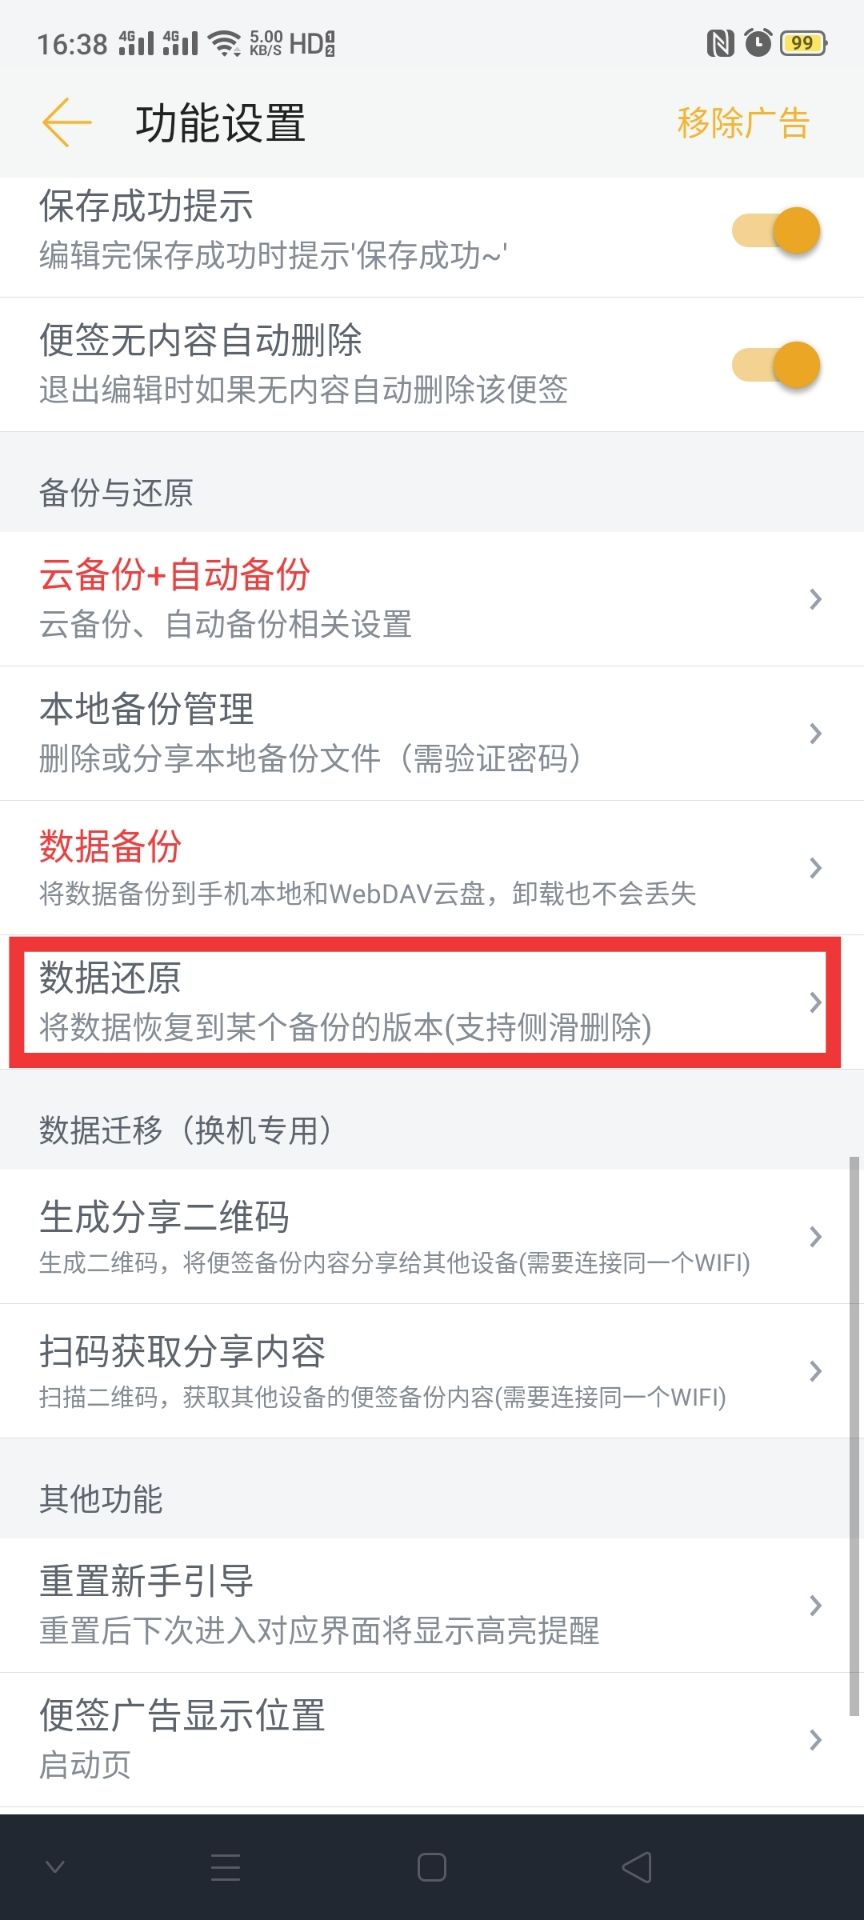 16:38 4G 4G 5.00 KB/S HD 1 2 99
功能设置 移除广告
保存成功提示
编辑完保存成功时提示'保存成功~'
便签无内容自动删除
退出编辑时如果无内容自动删除该便签
备份与还原
云备份+自动备份
云备份、自动备份相关设置
本地备份管理
删除或分享本地备份文件（需验证密码）
数据备份
将数据备份到手机本地和WebDAV云盘，卸载也不会丢失
数据还原
将数据恢复到某个备份的版本(支持侧滑删除)
数据迁移（换机专用）
生成分享二维码
生成二维码，将便签备份内容分享给其他设备(需要连接同一个WIFI)
扫码获取分享内容
扫描二维码，获取其他设备的便签备份内容(需要连接同一个WIFI)
其他功能
重置新手引导
重置后下次进入对应界面将显示高亮提醒
便签广告显示位置
启动页